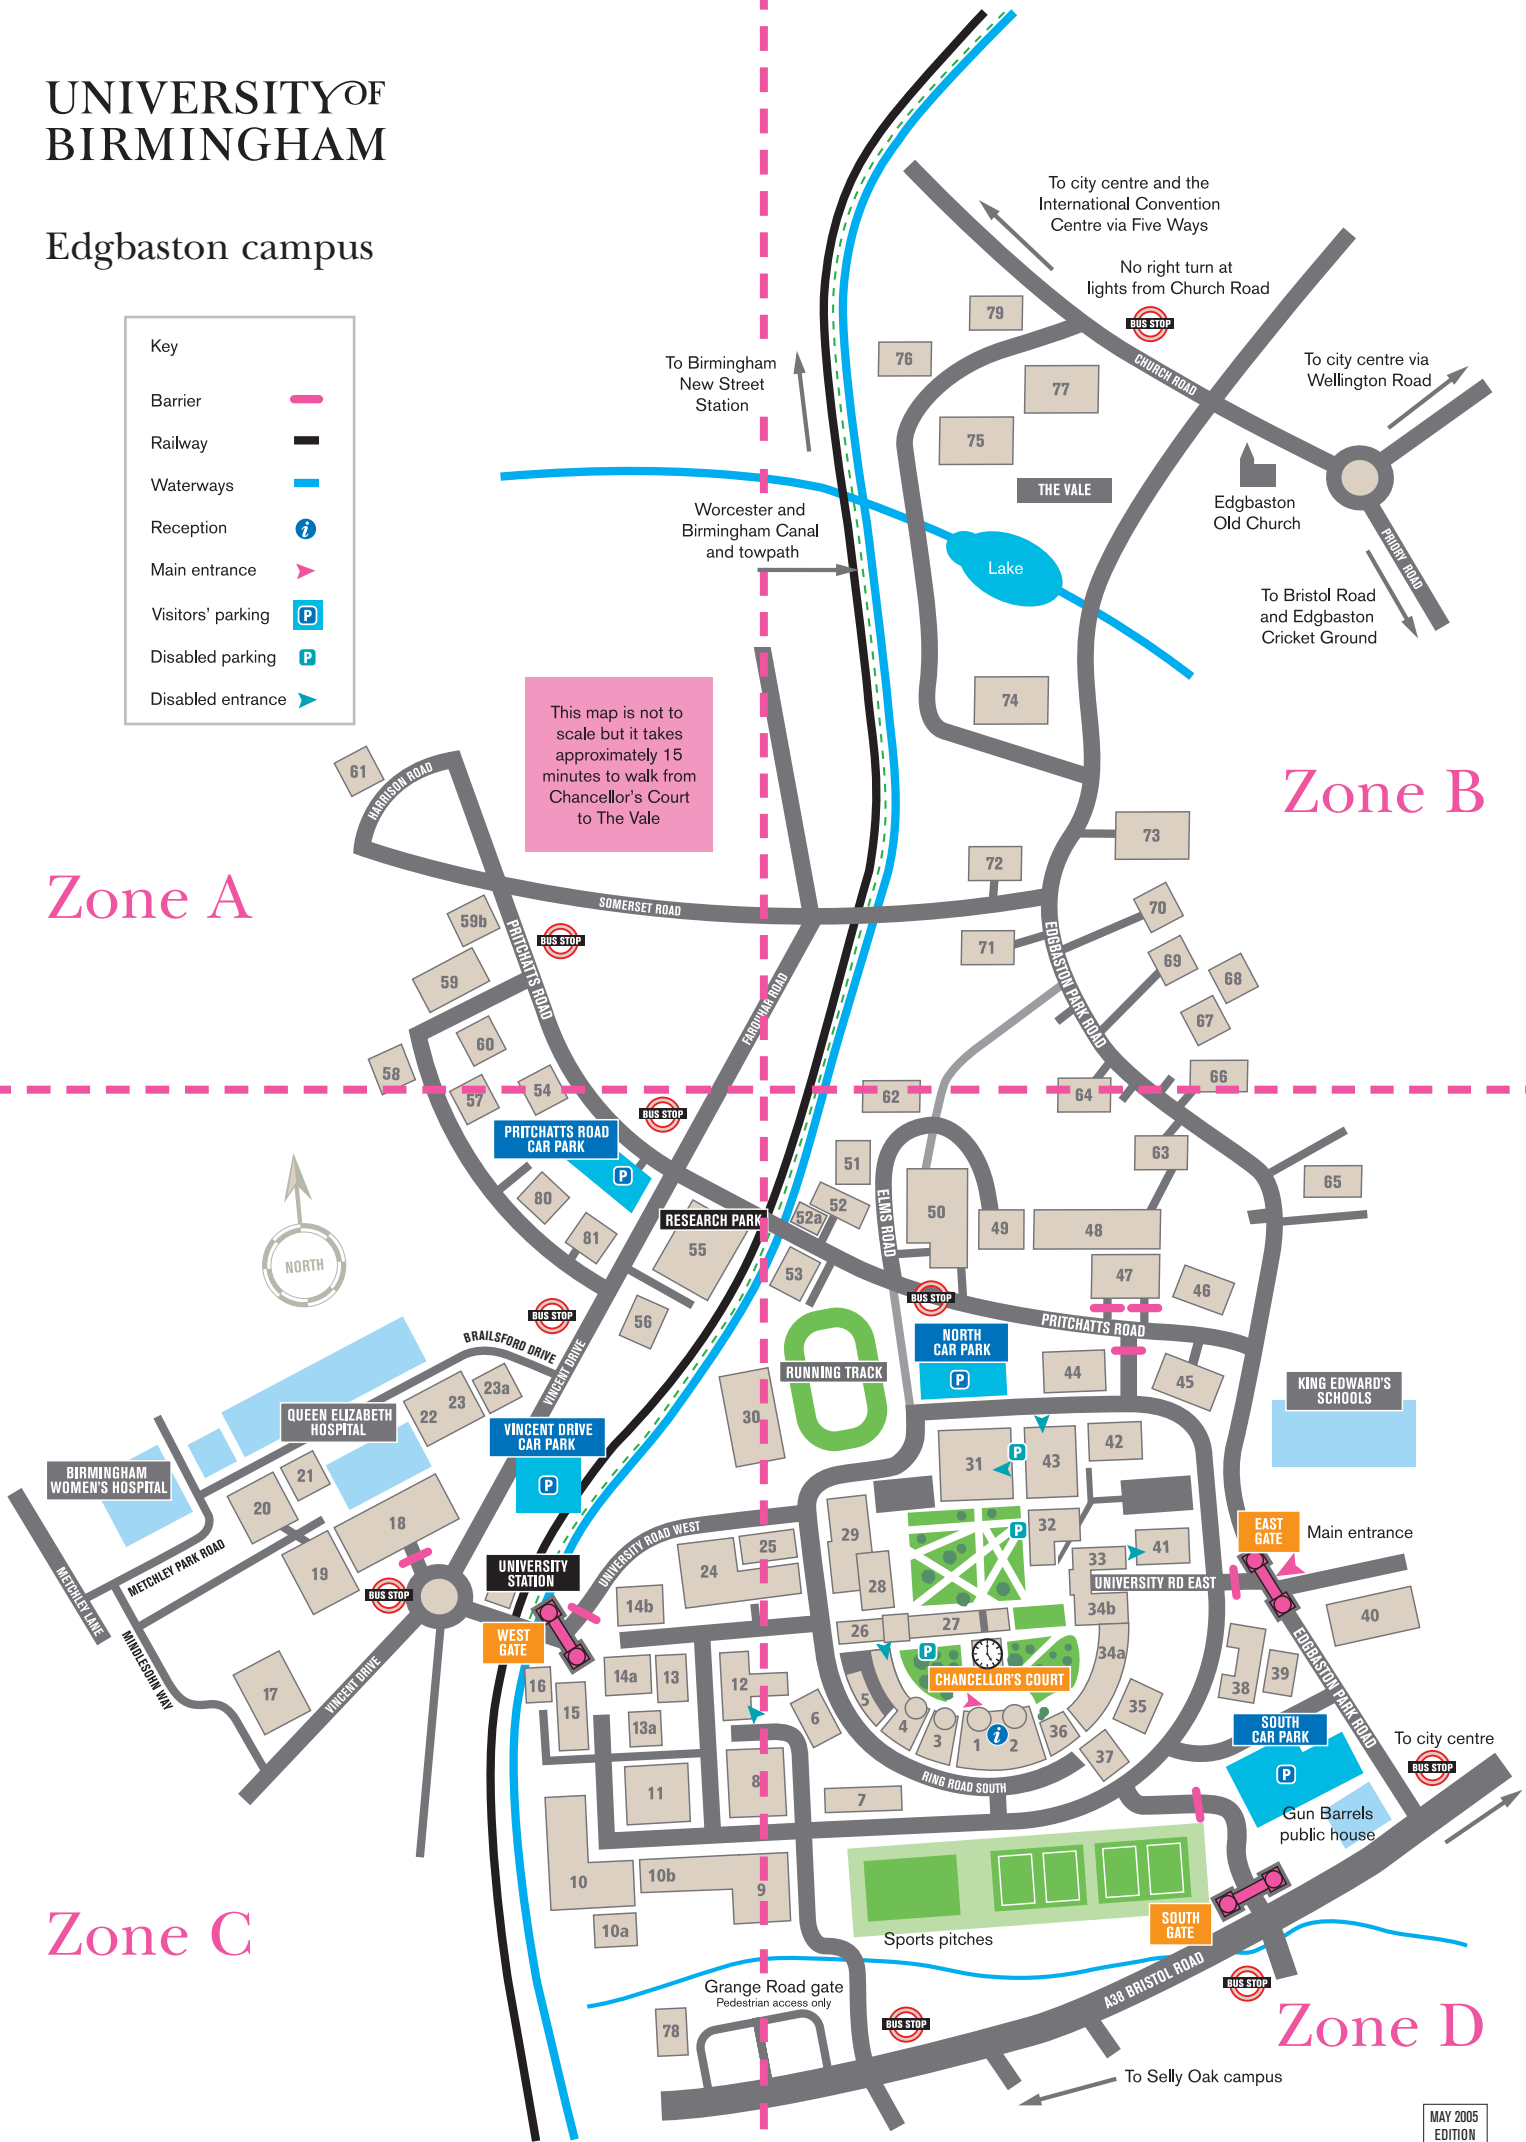 UNIVERSITY OF
BIRMINGHAM
Edgbaston campus
Key
Barrier
Railway
Waterways
Reception
i
Main entrance
Visitors' parking
P
Disabled parking
P
Disabled entrance
To city centre and the
International Convention
Centre via Five Ways
No right turn at
lights from Church Road
BUS STOP
79
76
77
75
CHURCH ROAD
To city centre via
Wellington Road
To Birmingham
New Street
Station
THE VALE
Edgbaston
Old Church
Worcester and
Birmingham Canal
and towpath
Lake
PRIORY ROAD
To Bristol Road
and Edgbaston
Cricket Ground
74
This map is not to
scale but it takes
approximately 15
minutes to walk from
Chancellor's Court
to The Vale
Zone B
61
HARRISON ROAD
73
72
Zone A
SOMERSET ROAD
59b
PRITCHATTS ROAD
BUS STOP
70
71
EDGBASTON PARK ROAD
69
68
67
59
FARQUHAR ROAD
60
58
57
54
62
64
66
BUS STOP
PRITCHATTS ROAD
CAR PARK
P
51
63
65
80
52
52a
ELMS ROAD
50
49
48
RESEARCH PARK
81
55
53
47
46
NORTH
56
BUS STOP
BUS STOP
PRITCHATTS ROAD
BRAILSFORD DRIVE
VINCENT DRIVE
NORTH
CAR PARK
P
RUNNING TRACK
44
45
KING EDWARD'S
SCHOOLS
23a
23
22
QUEEN ELIZABETH
HOSPITAL
30
VINCENT DRIVE
CAR PARK
P
BIRMINGHAM
WOMEN'S HOSPITAL
21
20
18
31
P
43
42
19
METCHLEY PARK ROAD
METCHLEY LANE
BUS STOP
UNIVERSITY
STATION
UNIVERSITY ROAD WEST
25
24
29
28
P
32
33
41
EAST
GATE
Main entrance
UNIVERSITY RD EAST
34b
40
14b
WEST
GATE
26
27
P
34a
MINDLESOHN WAY
17
VINCENT DRIVE
16
15
14a
13
13a
12
6
5
4
3
1
i
2
36
35
37
CHANCELLOR'S COURT
38
39
EDGBASTON PARK ROAD
SOUTH
CAR PARK
P
To city centre
BUS STOP
RING ROAD SOUTH
11
8
7
Gun Barrels
public house
10
10b
9
10a
Zone C
Sports pitches
SOUTH
GATE
Grange Road gate
Pedestrian access only
78
BUS STOP
A38 BRISTOL ROAD
BUS STOP
Zone D
To Selly Oak campus
MAY 2005
EDITION